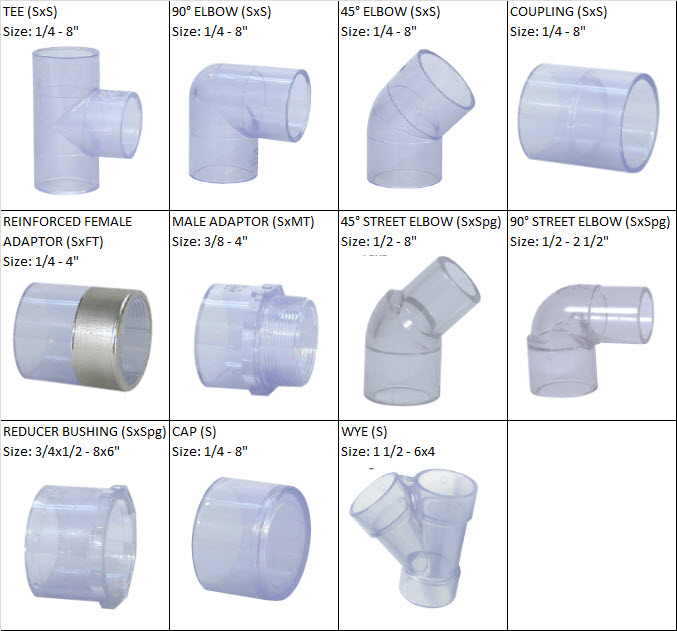 TEE (SxS)
Size: 1/4 - 8"
90° ELBOW (SxS)
Size: 1/4 - 8"
45° ELBOW (SxS)
Size: 1/4 - 8"
COUPLING (SxS)
Size: 1/4 - 8"
REINFORCED FEMALE
ADAPTOR (SxFT)
Size: 1/4 - 4"
MALE ADAPTOR (SxMT)
Size: 3/8 - 4"
45° STREET ELBOW (SxSpg)
Size: 1/2 - 8"
90° STREET ELBOW (SxSpg)
Size: 1/2 - 2 1/2"
REDUCER BUSHING (SxSpg)
Size: 3/4x1/2 - 8x6"
CAP (S)
Size: 1/4 - 8"
WYE (S)
Size: 1 1/2 - 6x4